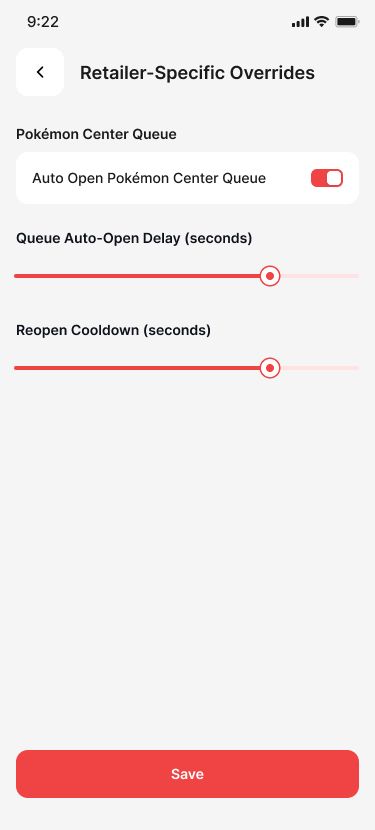 9:22
Retailer-Specific Overrides
Pokémon Center Queue
Auto Open Pokémon Center Queue
Queue Auto-Open Delay (seconds)
Reopen Cooldown (seconds)
Save